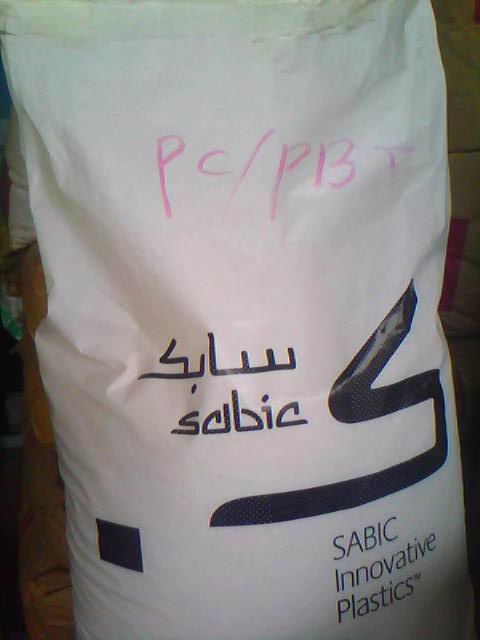 PC/PBT
سابك
sabic
SABIC
Innovative
Plastics™